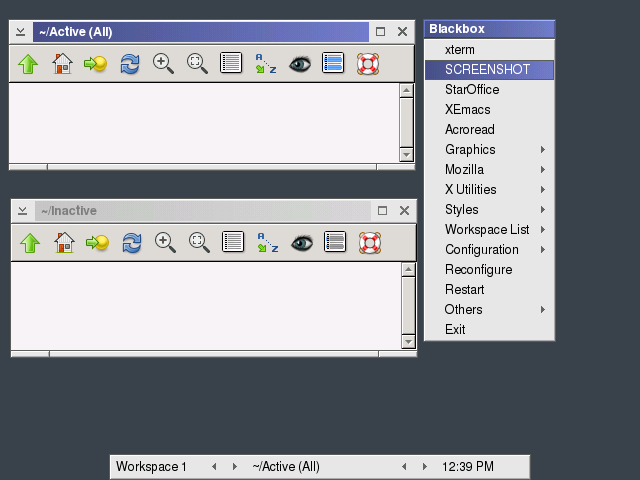 ~/Active (All)
A
Z
~/Inactive
A
Z
Blackbox
xterm
SCREENSHOT
StarOffice
XEmacs
Acroread
Graphics
Mozilla
X Utilities
Styles
Workspace List
Configuration
Reconfigure
Restart
Others
Exit
Workspace 1 ~/Active (All) 12:39 PM